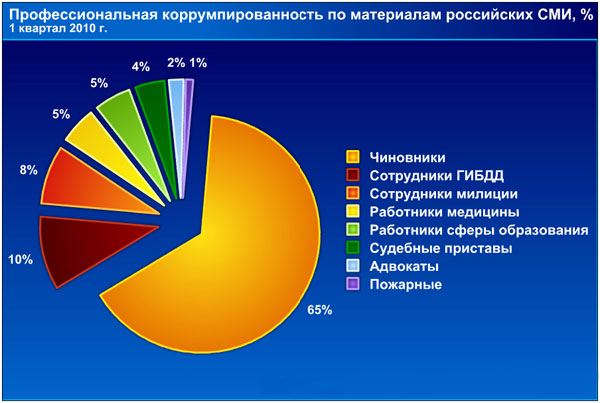 Профессиональная коррумпированность по материалам российских СМИ, %
1 квартал 2010 г.
2% 1%
4%
5%
5%
8%
10%
65%
Чиновники
Сотрудники ГИБДД
Сотрудники милиции
Работники медицины
Работники сферы образования
Судебные приставы
Адвокаты
Пожарные